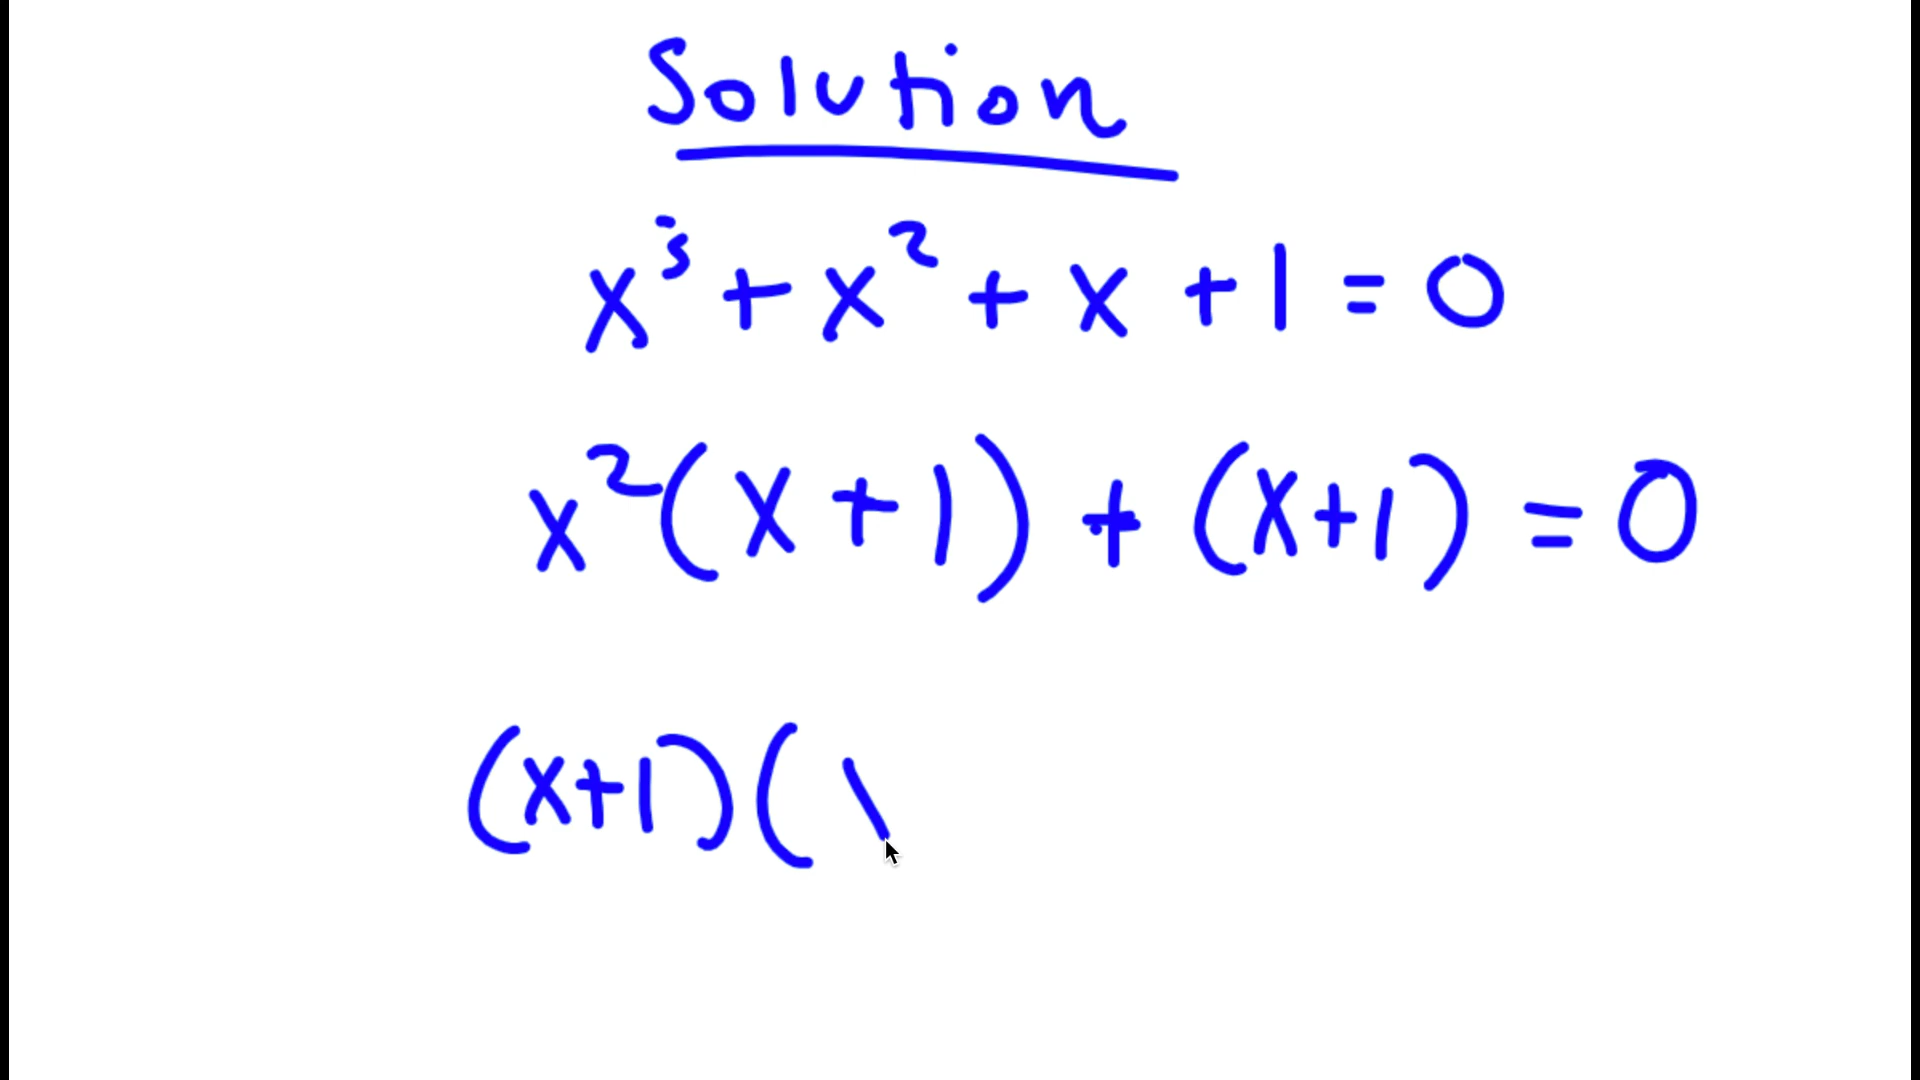 Solution
x³ + x² + x + 1 = 0
x²(x + 1) + (x+1) = 0
(x+1)( \